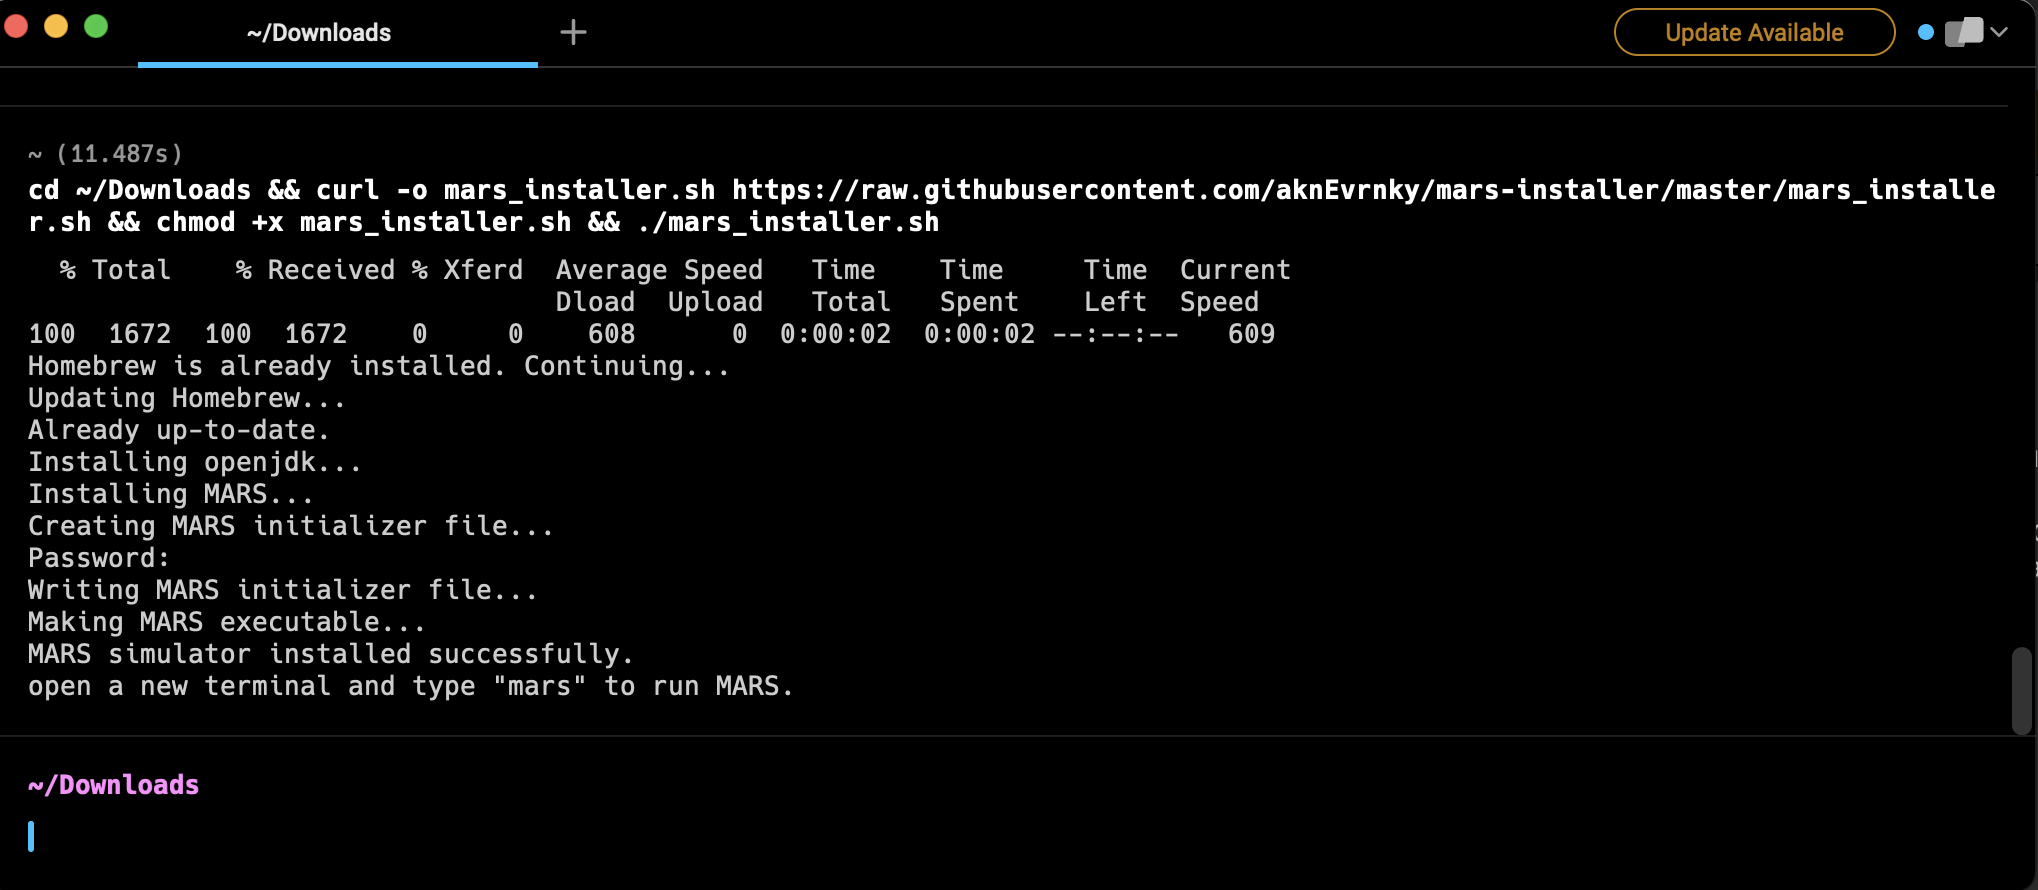 ~/Downloads
Update Available
~ (11.487s)
cd ~/Downloads && curl -o mars_installer.sh https://raw.githubusercontent.com/aknEvrnky/mars-installer/master/mars_installe
r.sh && chmod +x mars_installer.sh && ./mars_installer.sh
  % Total    % Received % Xferd  Average Speed   Time    Time     Time  Current
                                 Dload  Upload   Total   Spent    Left  Speed
100  1672  100  1672    0     0    608      0  0:00:02  0:00:02 --:--:--   609
Homebrew is already installed. Continuing...
Updating Homebrew...
Already up-to-date.
Installing openjdk...
Installing MARS...
Creating MARS initializer file...
Password:
Writing MARS initializer file...
Making MARS executable...
MARS simulator installed successfully.
open a new terminal and type "mars" to run MARS.
~/Downloads